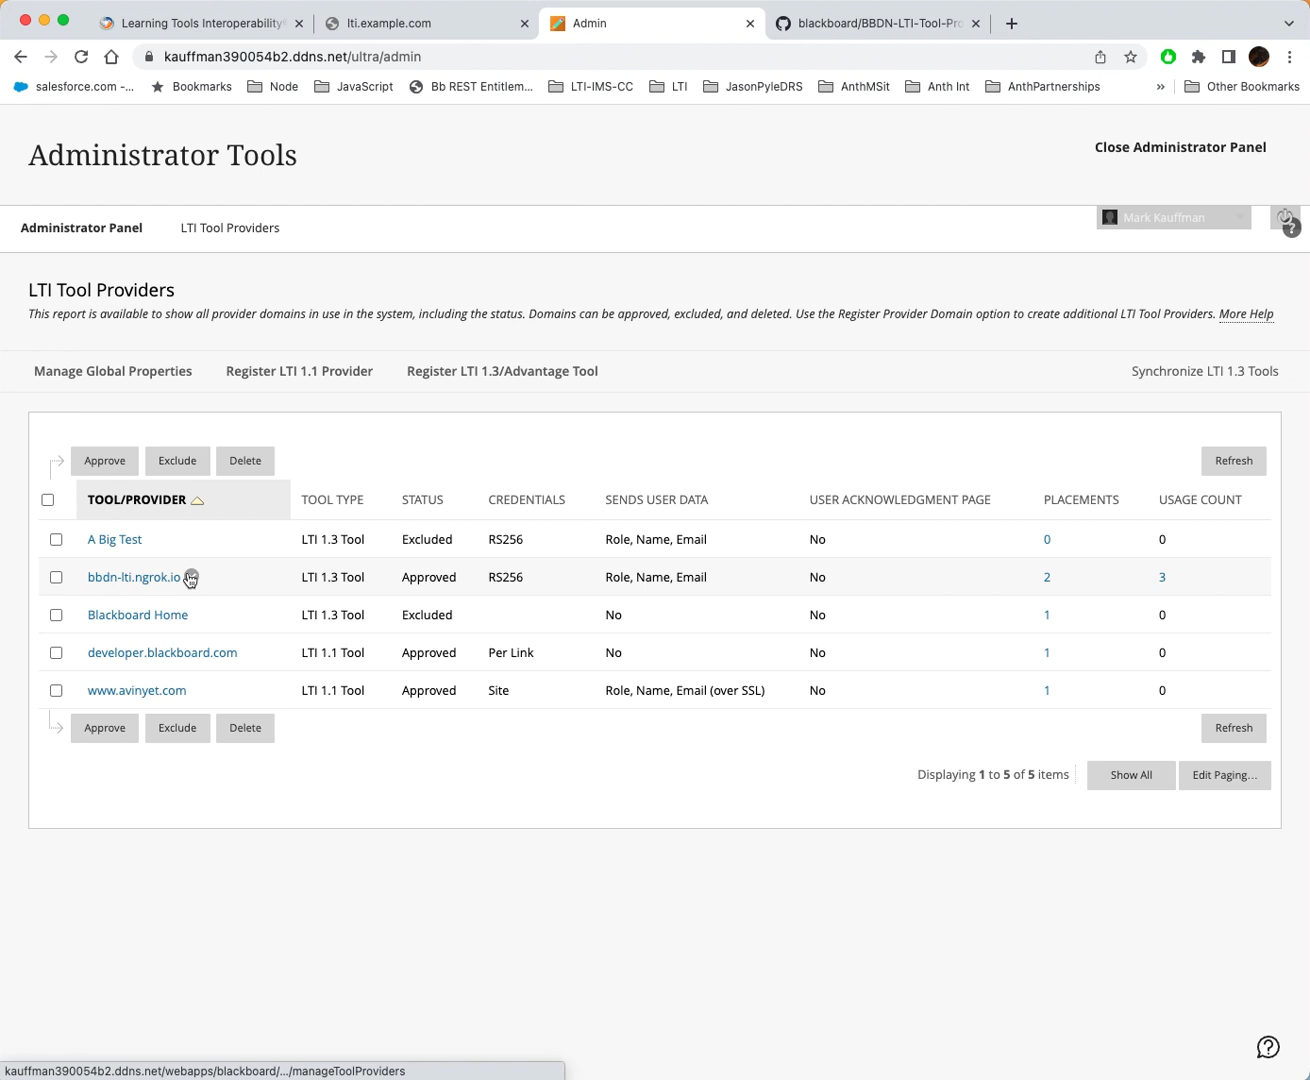 Learning Tools Interoperability®
lti.example.com
Admin
blackboard/BBDN-LTI-Tool-Pro
kauffman390054b2.ddns.net/ultra/admin
salesforce.com –...
Bookmarks
Node
JavaScript
Bb REST Entitlem...
LTI-IMS-CC
LTI
JasonPyleDRS
AnthMSit
Anth Int
AnthPartnerships
»
Other Bookmarks
Administrator Tools
Close Administrator Panel
Administrator Panel
LTI Tool Providers
Mark Kauffman
?
LTI Tool Providers
This report is available to show all provider domains in use in the system, including the status. Domains can be approved, excluded, and deleted. Use the Register Provider Domain option to create additional LTI Tool Providers. More Help
Manage Global Properties
Register LTI 1.1 Provider
Register LTI 1.3/Advantage Tool
Synchronize LTI 1.3 Tools
Approve Exclude Delete Refresh
TOOL/PROVIDER TOOL TYPE STATUS CREDENTIALS SENDS USER DATA USER ACKNOWLEDGMENT PAGE PLACEMENTS USAGE COUNT
A Big Test LTI 1.3 Tool Excluded RS256 Role, Name, Email No 0 0
bbdn-lti.ngrok.io LTI 1.3 Tool Approved RS256 Role, Name, Email No 2 3
Blackboard Home LTI 1.3 Tool Excluded No No 1 0
developer.blackboard.com LTI 1.1 Tool Approved Per Link No No 1 0
www.avinyet.com LTI 1.1 Tool Approved Site Role, Name, Email (over SSL) No 1 0
Approve Exclude Delete Refresh
Displaying 1 to 5 of 5 items Show All Edit Paging...
?
kauffman390054b2.ddns.net/webapps/blackboard/.../manageToolProviders